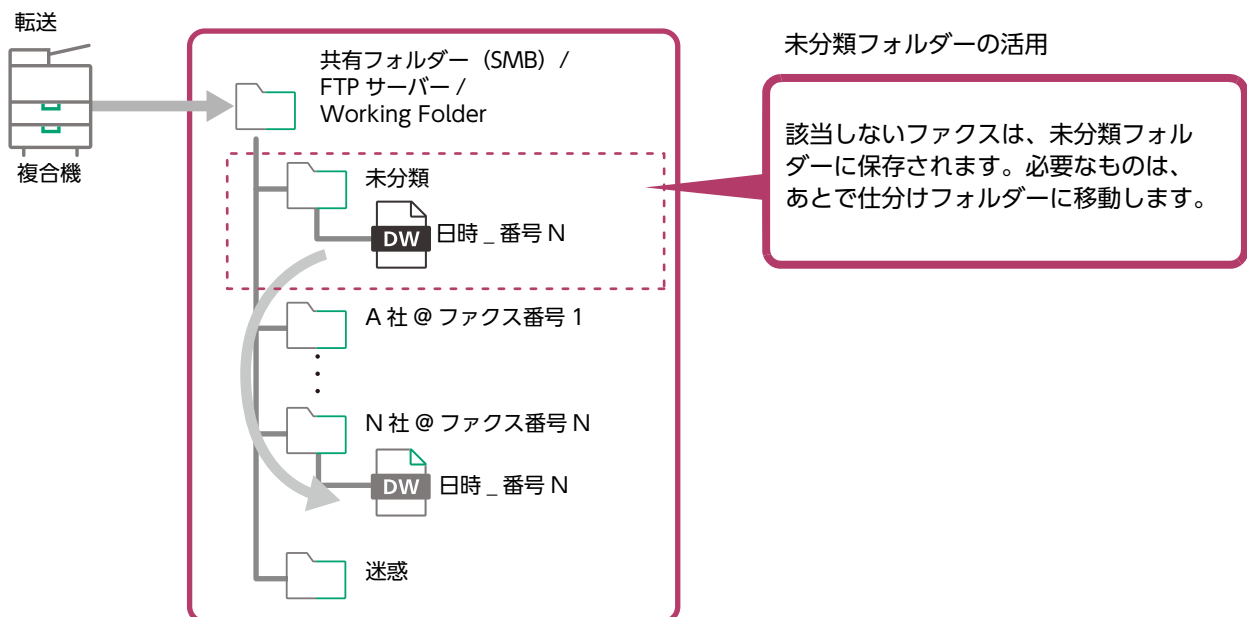 転送
複合機
共有フォルダー（SMB）/
FTP サーバー /
Working Folder
未分類
DW
日時 _ 番号 N
A 社 @ ファクス番号 1
N 社 @ ファクス番号 N
DW
日時 _ 番号 N
迷惑
未分類フォルダーの活用
該当しないファクスは、未分類フォル
ダーに保存されます。必要なものは、
あとで仕分けフォルダーに移動します。